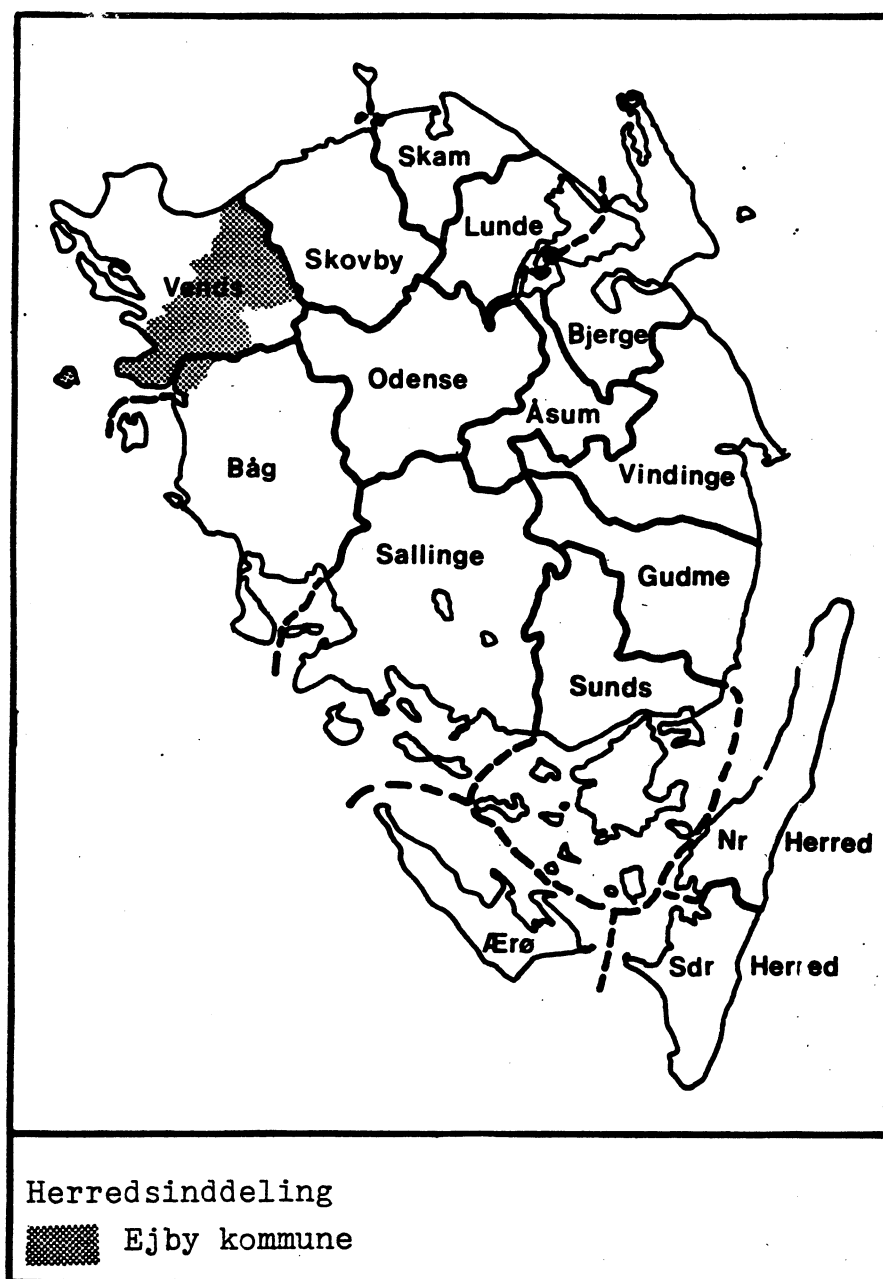 Skam
Lunde
Skovby
Vends
Bjerge
Odense
Åsum
Båg
Vindinge
Sallinge
Gudme
Sunds
Nr Herred
Ærø
Sdr Herred
Herredsinddeling
Ejby kommune